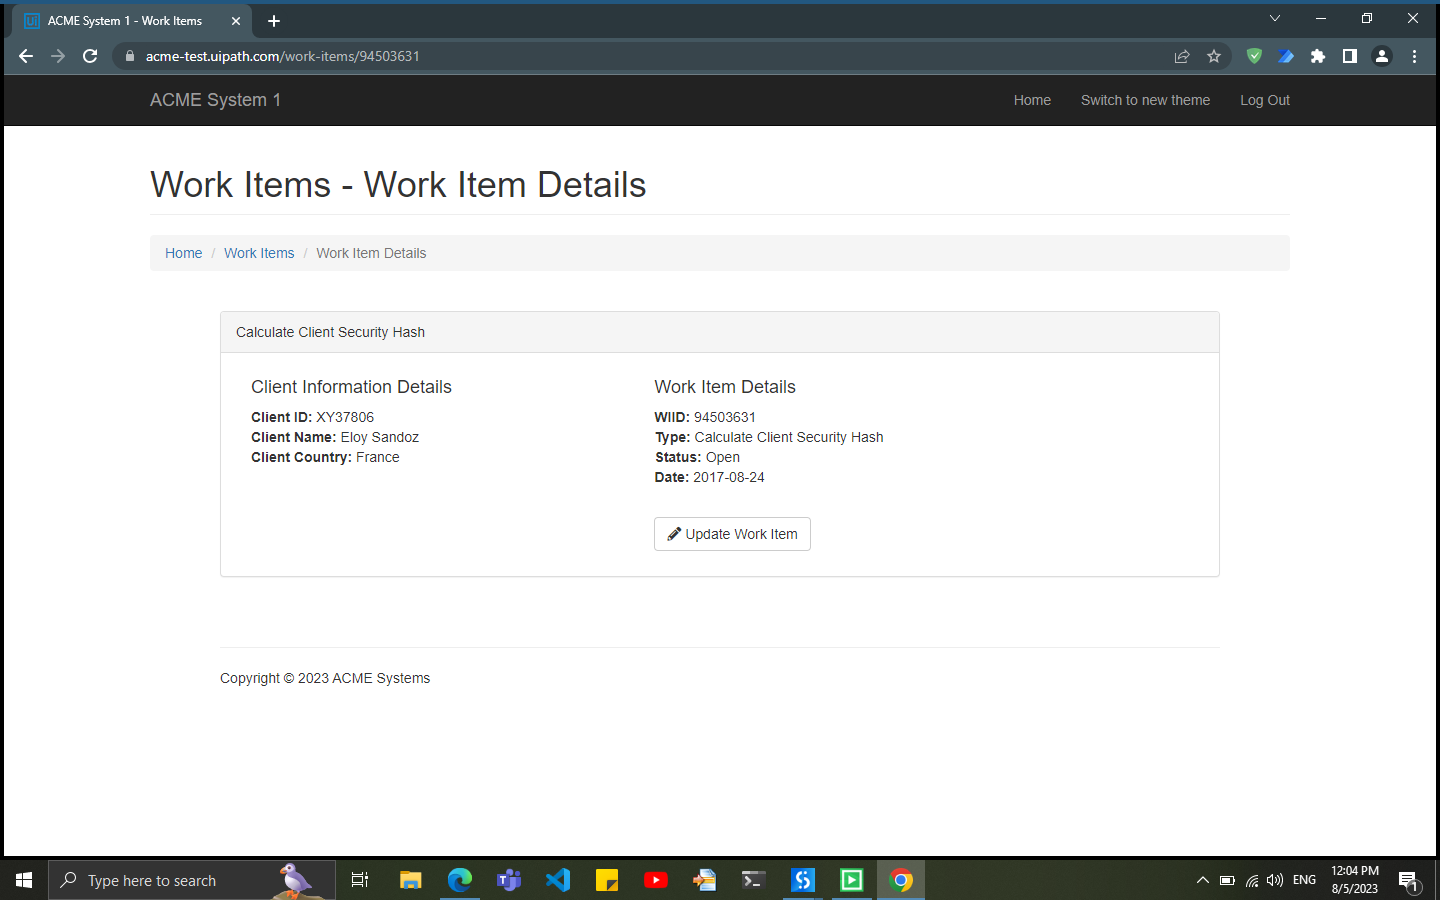 ACME System 1 - Work Items
acme-test.uipath.com/work-items/94503631
ACME System 1
Home
Switch to new theme
Log Out
Work Items - Work Item Details
Home / Work Items / Work Item Details
Calculate Client Security Hash
Client Information Details
Client ID: XY37806
Client Name: Eloy Sandoz
Client Country: France
Work Item Details
WIID: 94503631
Type: Calculate Client Security Hash
Status: Open
Date: 2017-08-24
Update Work Item
Copyright © 2023 ACME Systems
Type here to search
ENG
12:04 PM
8/5/2023
1